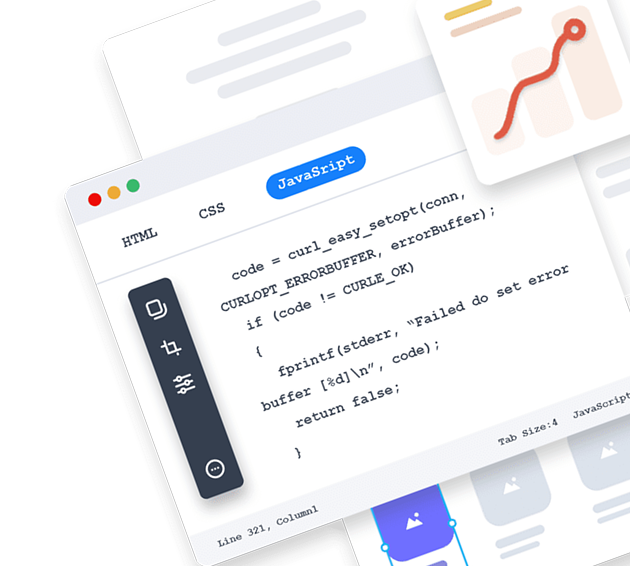 HTML
CSS
JavaSript
code = curl_easy_setopt(conn,
CURLOPT_ERRORBUFFER, errorBuffer);
if (code != CURLE_OK)
{
fprintf(stderr, “Failed do set error
buffer [%d]\n”, code);
return false;
}
Line 321, Column1
Tab Size:4
JavaScript